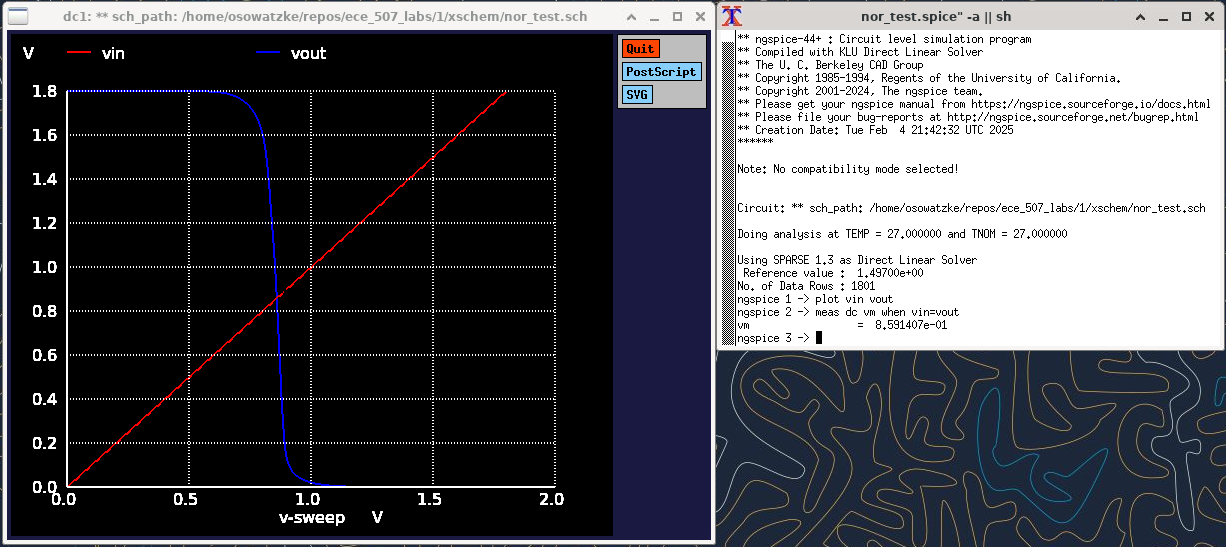 dc1: ** sch_path: /home/osowatzke/repos/ece_507_labs/1/xschem/nor_test.sch
V vin vout
Quit
PostScript
SVG
1.8
1.6
1.4
1.2
1.0
0.8
0.6
0.4
0.2
0.0
0.0 0.5 1.0 1.5 2.0
v-sweep V
nor_test.spice" -a || sh
** ngspice-44+ : Circuit level simulation program
** Compiled with KLU Direct Linear Solver
** The U. C. Berkeley CAD Group
** Copyright 1985-1994, Regents of the University of California.
** Copyright 2001-2024, The ngspice team.
** Please get your ngspice manual from https://ngspice.sourceforge.io/docs.html
** Please file your bug-reports at http://ngspice.sourceforge.net/bugrep.html
** Creation Date: Tue Feb  4 21:42:32 UTC 2025
******
Note: No compatibility mode selected!
Circuit: ** sch_path: /home/osowatzke/repos/ece_507_labs/1/xschem/nor_test.sch
Doing analysis at TEMP = 27.000000 and TNOM = 27.000000
Using SPARSE 1.3 as Direct Linear Solver
Reference value :  1.49700e+00
No. of Data Rows : 1801
ngspice 1 -> plot vin vout
ngspice 2 -> meas dc vm when vin=vout
vm                  =  8.591407e-01
ngspice 3 ->